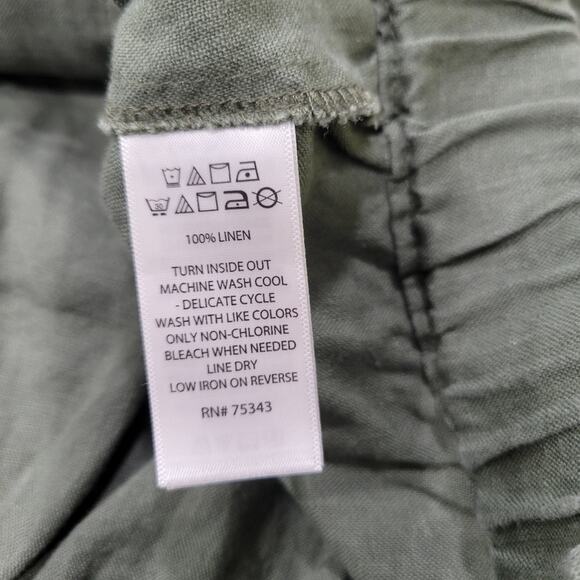 30
100% LINEN
TURN INSIDE OUT
MACHINE WASH COOL
- DELICATE CYCLE
WASH WITH LIKE COLORS
ONLY NON-CHLORINE
BLEACH WHEN NEEDED
LINE DRY
LOW IRON ON REVERSE
RN# 75343